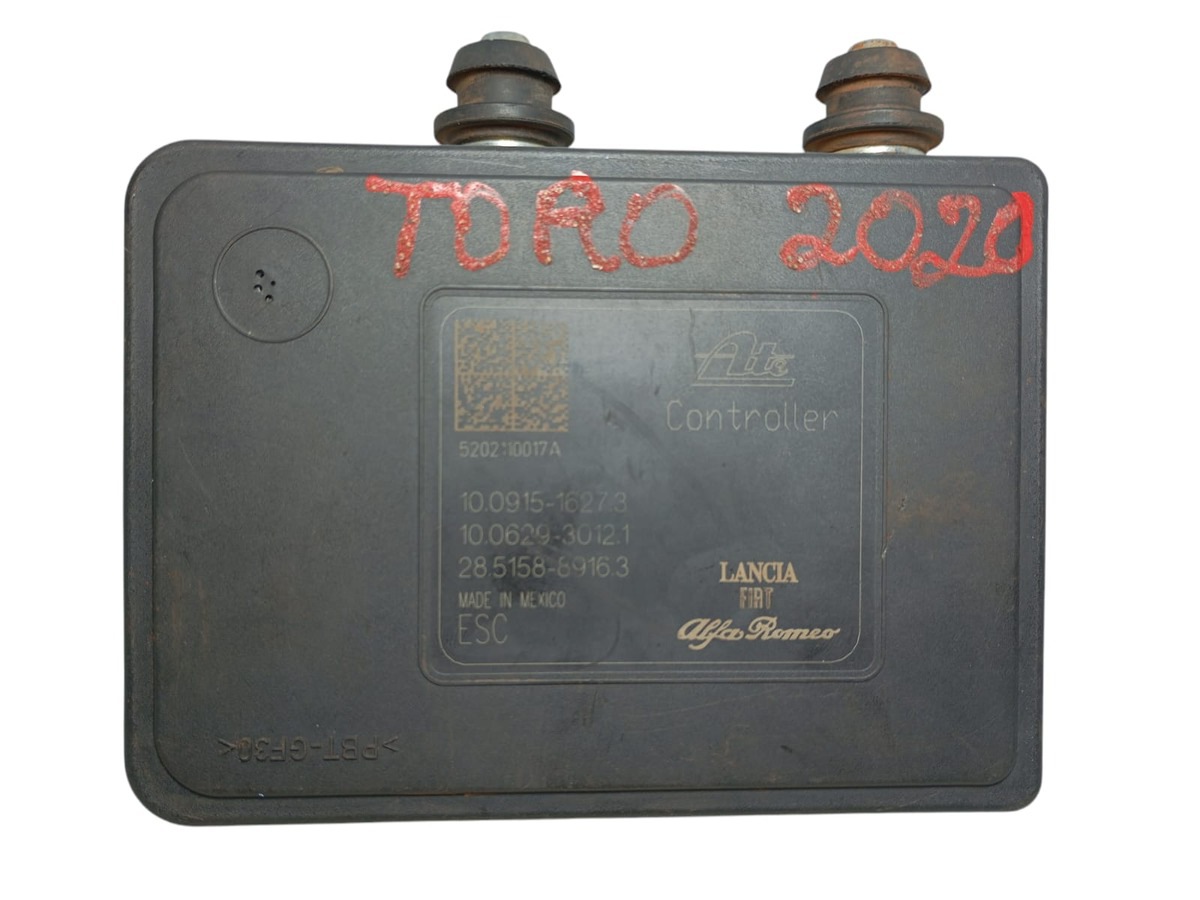 TORO 2020
Ate
Controller
10.0915-1627.3
10.0629-3012.1
28.5158-8916.3
MADE IN MEXICO
ESC
LANCIA
FIAT
Alfa Romeo
>PBT-GF30<